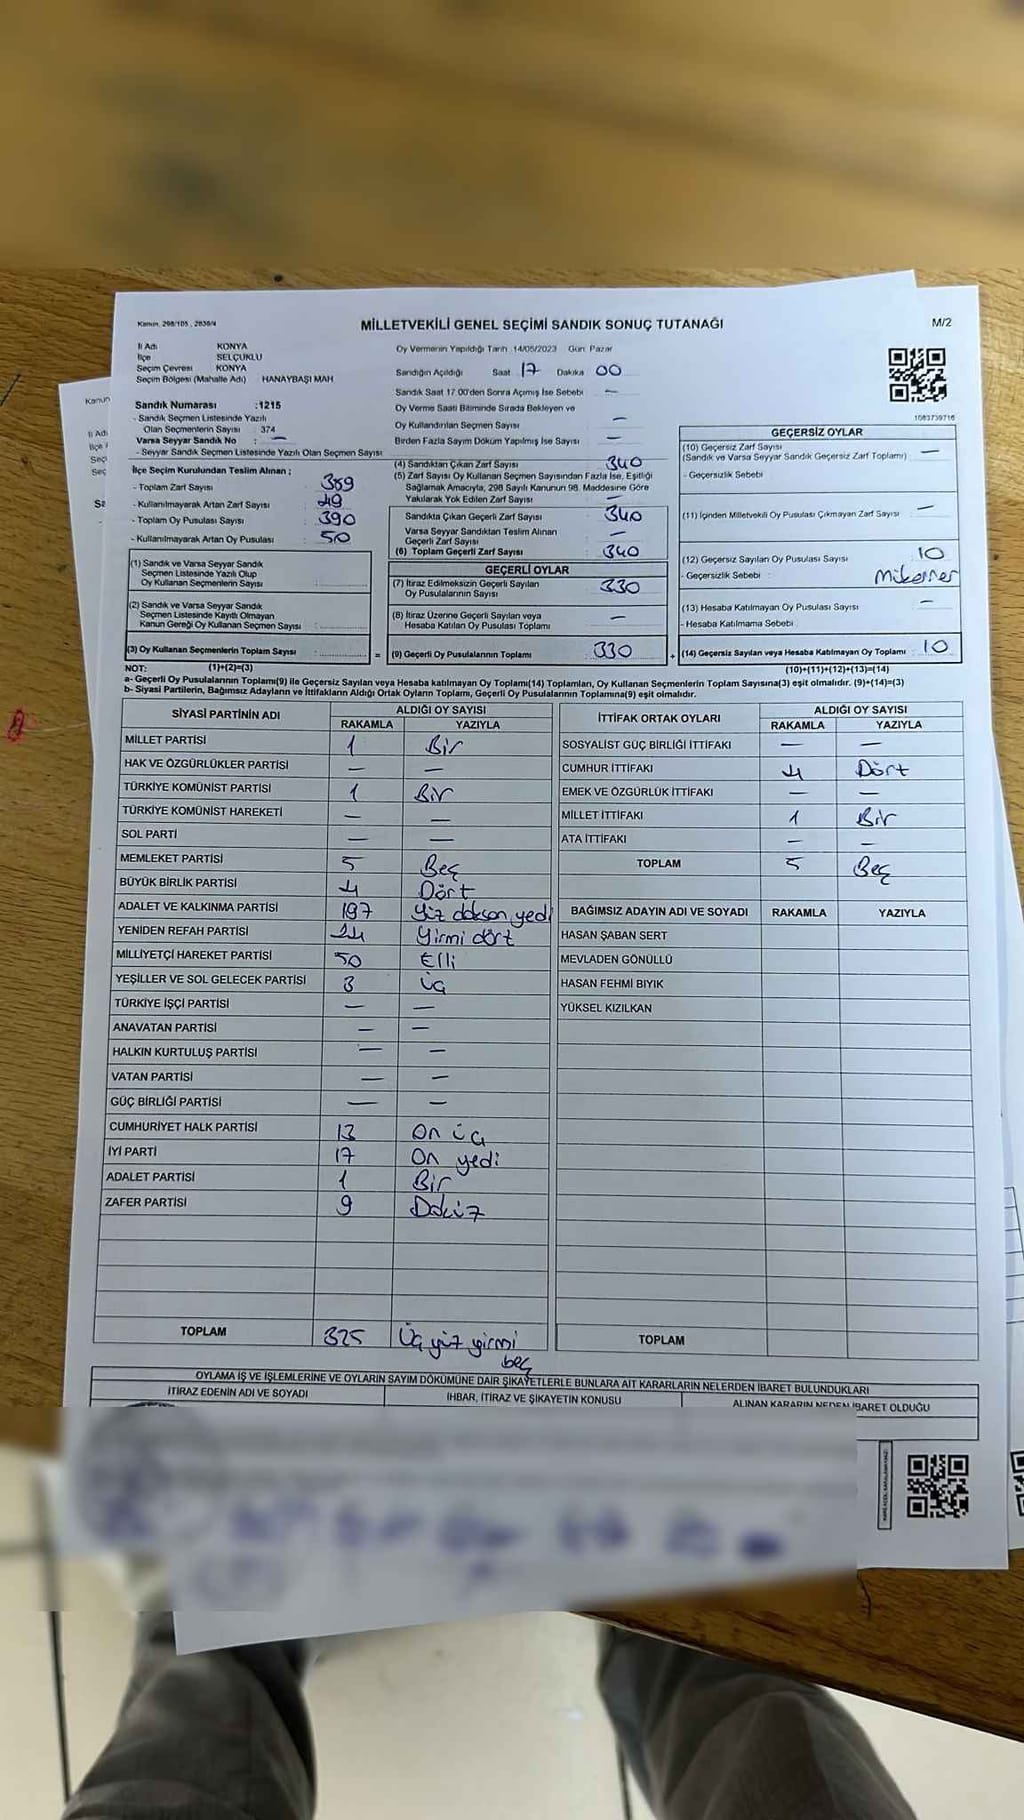 Kanun, 298/105, 2839/4
MİLLETVEKİLİ GENEL SEÇİMİ SANDIK SONUÇ TUTANAĞI
M/2
İl Adı KONYA
İlçe SELÇUKLU
Seçim Çevresi KONYA
Seçim Bölgesi (Mahalle Adı) HANAYBAŞI MAH
Oy Vermenin Yapıldığı Tarih 14/05/2023 Gün: Pazar
Sandığın Açıldığı Saat 17 Dakika 00
Sandık Saat 17:00'den Sonra Açımış İse Sebebi —
Oy Verme Saati Bitiminde Sırada Bekleyen ve
Oy Kullandırılan Seçmen Sayısı —
Birden Fazla Sayım Döküm Yapılmış İse Sayısı —
1083739716
Sandık Numarası :1215
- Sandık Seçmen Listesinde Yazılı
Olan Seçmenlerin Sayısı : 374
Varsa Seyyar Sandık No : —
- Seyyar Sandık Seçmen Listesinde Yazılı Olan Seçmen Sayısı
İlçe Seçim Kurulundan Teslim Alınan ;
- Toplam Zarf Sayısı 389
- Kullanılmayarak Artan Zarf Sayısı 49
- Toplam Oy Pusulası Sayısı 390
- Kullanılmayarak Artan Oy Pusulası 50
(1) Sandık ve Varsa Seyyar Sandık
Seçmen Listesinde Yazılı Olup
Oy Kullanan Seçmenlerin Sayısı :
(2) Sandık ve Varsa Seyyar Sandık
Seçmen Listesinde Kayıtlı Olmayan
Kanun Gereği Oy Kullanan Seçmen Sayısı :
(3) Oy Kullanan Seçmenlerin Toplam Sayısı :
(4) Sandıktan Çıkan Zarf Sayısı 340
(5) Zarf Sayısı Oy Kullanan Seçmen Sayısından Fazla İse, Eşitliği
Sağlamak Amacıyla, 298 Sayılı Kanunun 98. Maddesine Göre
Yakılarak Yok Edilen Zarf Sayısı —
Sandıkta Çıkan Geçerli Zarf Sayısı 340
Varsa Seyyar Sandıktan Teslim Alınan
Geçerli Zarf Sayısı —
(6) Toplam Geçerli Zarf Sayısı 340
GEÇERLİ OYLAR
(7) İtiraz Edilmeksizin Geçerli Sayılan
Oy Pusulalarının Sayısı 330
(8) İtiraz Üzerine Geçerli Sayılan veya
Hesaba Katılan Oy Pusulası Toplamı —
= (9) Geçerli Oy Pusulalarının Toplamı 330
GEÇERSİZ OYLAR
(10) Geçersiz Zarf Sayısı
(Sandık ve Varsa Seyyar Sandık Geçersiz Zarf Toplamı) —
- Geçersizlik Sebebi
(11) İçinden Milletvekili Oy Pusulası Çıkmayan Zarf Sayısı —
(12) Geçersiz Sayılan Oy Pusulası Sayısı 10
- Geçersizlik Sebebi :
(13) Hesaba Katılmayan Oy Pusulası Sayısı —
- Hesaba Katılmama Sebebi
+ (14) Geçersiz Sayılan veya Hesaba Katılmayan Oy Toplamı : 10
NOT: (1)+(2)=(3)
(10)+(11)+(12)+(13)=(14)
a- Geçerli Oy Pusulalarının Toplamı(9) ile Geçersiz Sayılan veya Hesaba katılmayan Oy Toplamı(14) Toplamları, Oy Kullanan Seçmenlerin Toplam Sayısına(3) eşit olmalıdır. (9)+(14)=(3)
b- Siyasi Partilerin, Bağımsız Adayların ve İttifakların Aldığı Ortak Oyların Toplamı, Geçerli Oy Pusulalarının Toplamına(9) eşit olmalıdır.
SİYASİ PARTİNİN ADI ALDIĞI OY SAYISI
RAKAMLA YAZIYLA
MİLLET PARTİSİ 1 Bir
HAK VE ÖZGÜRLÜKLER PARTİSİ — —
TÜRKİYE KOMÜNİST PARTİSİ 1 Bir
TÜRKİYE KOMÜNİST HAREKETİ — —
SOL PARTİ — —
MEMLEKET PARTİSİ 5 Beş
BÜYÜK BİRLİK PARTİSİ 4 Dört
ADALET VE KALKINMA PARTİSİ 197 Yüz doksan yedi
YENİDEN REFAH PARTİSİ 24 Yirmi dört
MİLLİYETÇİ HAREKET PARTİSİ 50 Elli
YEŞİLLER VE SOL GELECEK PARTİSİ 3 Üç
TÜRKİYE İŞÇİ PARTİSİ — —
ANAVATAN PARTİSİ — —
HALKIN KURTULUŞ PARTİSİ — —
VATAN PARTİSİ — —
GÜÇ BİRLİĞİ PARTİSİ — —
CUMHURİYET HALK PARTİSİ 13 On üç
İYİ PARTİ 17 On yedi
ADALET PARTİSİ 1 Bir
ZAFER PARTİSİ 9 Dokuz
TOPLAM 325 Üç yüz yirmi
beş
İTTİFAK ORTAK OYLARI ALDIĞI OY SAYISI
RAKAMLA YAZIYLA
SOSYALİST GÜÇ BİRLİĞİ İTTİFAKI — —
CUMHUR İTTİFAKI 4 Dört
EMEK VE ÖZGÜRLÜK İTTİFAKI — —
MİLLET İTTİFAKI 1 Bir
ATA İTTİFAKI — —
TOPLAM 5 Beş
BAĞIMSIZ ADAYIN ADI VE SOYADI RAKAMLA YAZIYLA
HASAN ŞABAN SERT
MEVLADEN GÖNÜLLÜ
HASAN FEHMİ BIYIK
YÜKSEL KIZILKAN
TOPLAM
OYLAMA İŞ VE İŞLEMLERİNE VE OYLARIN SAYIM DÖKÜMÜNE DAİR ŞİKAYETLERLE BUNLARA AİT KARARLARIN NELERDEN İBARET BULUNDUKLARI
İTİRAZ EDENİN ADI VE SOYADI İHBAR, İTİRAZ VE ŞİKAYETİN KONUSU ALINAN KARARIN NEDEN İBARET OLDUĞU